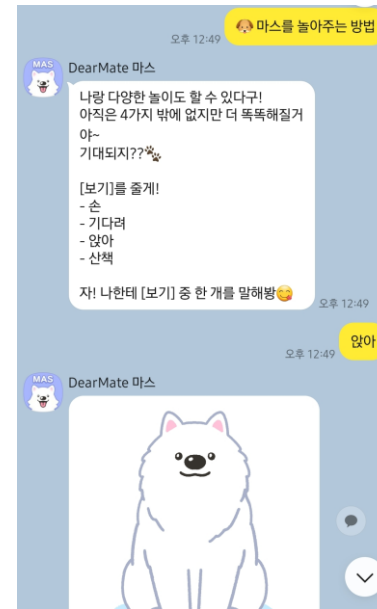 🐶 마스를 놀아주는 방법
오후 12:49
MAS
DearMate 마스
나랑 다양한 놀이도 할 수 있다구!
아직은 4가지 밖에 없지만 더 똑똑해질거
야~
기대되지??🐾
[보기]를 줄게!
- 손
- 기다려
- 앉아
- 산책
자! 나한테 [보기] 중 한 개를 말해봥😋
오후 12:49
앉아
오후 12:49
MAS
DearMate 마스